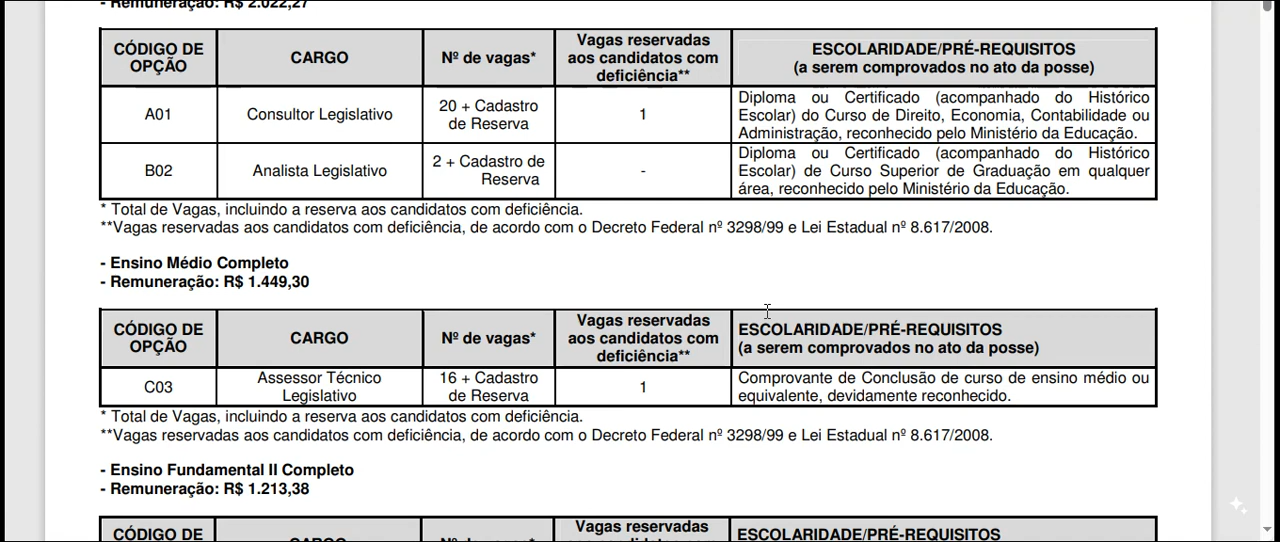 - Remuneração: R$ 2.022,27
CÓDIGO DE OPÇÃO | CARGO | Nº de vagas* | Vagas reservadas aos candidatos com deficiência** | ESCOLARIDADE/PRÉ-REQUISITOS (a serem comprovados no ato da posse)
A01 | Consultor Legislativo | 20 + Cadastro de Reserva | 1 | Diploma ou Certificado (acompanhado do Histórico Escolar) do Curso de Direito, Economia, Contabilidade ou Administração, reconhecido pelo Ministério da Educação.
B02 | Analista Legislativo | 2 + Cadastro de Reserva | - | Diploma ou Certificado (acompanhado do Histórico Escolar) de Curso Superior de Graduação em qualquer área, reconhecido pelo Ministério da Educação.
* Total de Vagas, incluindo a reserva aos candidatos com deficiência.
**Vagas reservadas aos candidatos com deficiência, de acordo com o Decreto Federal nº 3298/99 e Lei Estadual nº 8.617/2008.
- Ensino Médio Completo
- Remuneração: R$ 1.449,30
CÓDIGO DE OPÇÃO | CARGO | Nº de vagas* | Vagas reservadas aos candidatos com deficiência** | ESCOLARIDADE/PRÉ-REQUISITOS (a serem comprovados no ato da posse)
C03 | Assessor Técnico Legislativo | 16 + Cadastro de Reserva | 1 | Comprovante de Conclusão de curso de ensino médio ou equivalente, devidamente reconhecido.
* Total de Vagas, incluindo a reserva aos candidatos com deficiência.
**Vagas reservadas aos candidatos com deficiência, de acordo com o Decreto Federal nº 3298/99 e Lei Estadual nº 8.617/2008.
- Ensino Fundamental II Completo
- Remuneração: R$ 1.213,38
CÓDIGO DE | CARGO | Nº de vagas* | Vagas reservadas | ESCOLARIDADE/PRÉ-REQUISITOS